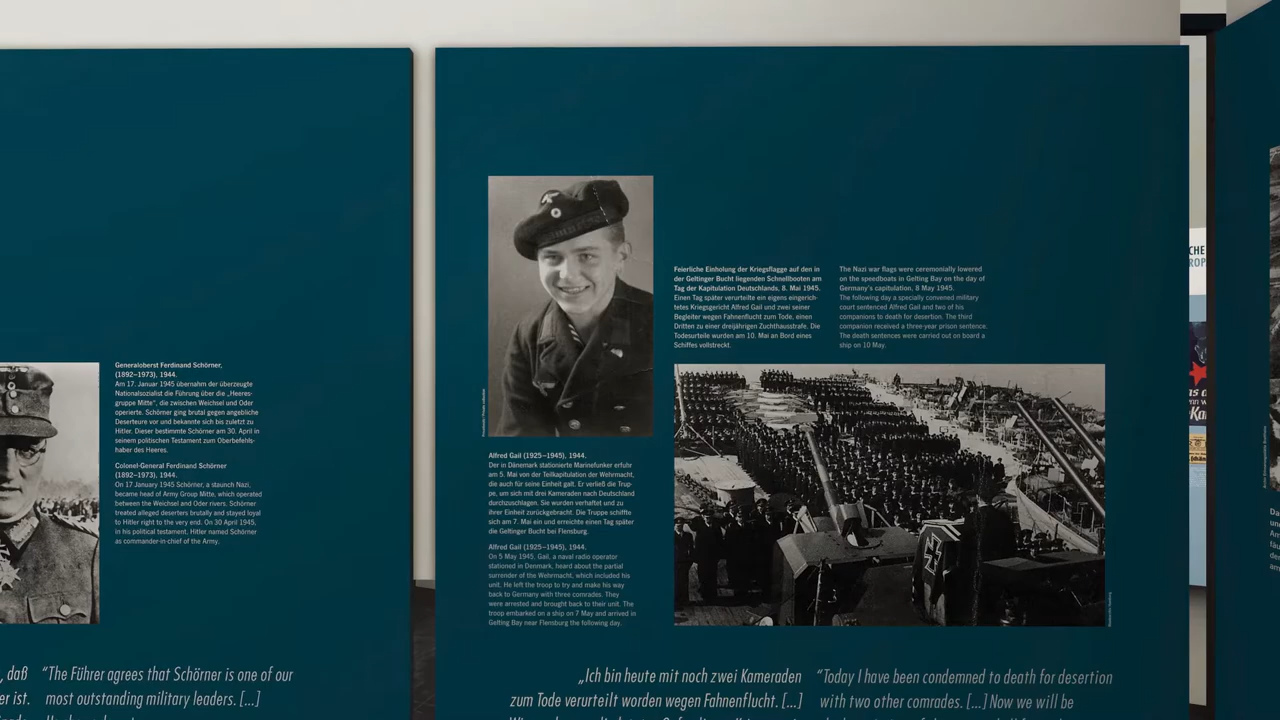 Generaloberst Ferdinand Schörner,
(1892–1973), 1944.
Am 17. Januar 1945 übernahm der überzeugte
Nationalsozialist die Führung über die „Heeres-
gruppe Mitte“, die zwischen Weichsel und Oder
operierte. Schörner ging brutal gegen angebliche
Deserteure vor und bekannte sich bis zuletzt zu
Hitler. Dieser bestimmte Schörner am 30. April in
seinem politischen Testament zum Oberbefehls-
haber des Heeres.
Colonel-General Ferdinand Schörner
(1892–1973), 1944.
On 17 January 1945 Schörner, a staunch Nazi,
became head of Army Group Mitte, which operated
between the Weichsel and Oder rivers. Schörner
treated alleged deserters brutally and stayed loyal
to Hitler right to the very end. On 30 April 1945,
in his political testament, Hitler named Schörner
as commander-in-chief of the Army.
, daß
er ist.
“The Führer agrees that Schörner is one of our
most outstanding military leaders. [...]
Feierliche Einholung der Kriegsflagge auf den in
der Geltinger Bucht liegenden Schnellbooten am
Tag der Kapitulation Deutschlands, 8. Mai 1945.
Einen Tag später verurteilte ein eigens eingerich-
tetes Kriegsgericht Alfred Gail und zwei seiner
Begleiter wegen Fahnenflucht zum Tode, einen
Dritten zu einer dreijährigen Zuchthausstrafe. Die
Todesurteile wurden am 10. Mai an Bord eines
Schiffes vollstreckt.
The Nazi war flags were ceremonially lowered
on the speedboats in Gelting Bay on the day of
Germany's capitulation, 8 May 1945.
The following day a specially convened military
court sentenced Alfred Gail and two of his
companions to death for desertion. The third
companion received a three-year prison sentence.
The death sentences were carried out on board a
ship on 10 May.
Alfred Gail (1925–1945), 1944.
Der in Dänemark stationierte Marinefunker erfuhr
am 5. Mai von der Teilkapitulation der Wehrmacht,
die auch für seine Einheit galt. Er verließ die Trup-
pe, um sich mit drei Kameraden nach Deutschland
durchzuschlagen. Sie wurden verhaftet und zu
ihrer Einheit zurückgebracht. Die Truppe schiffte
sich am 7. Mai ein und erreichte einen Tag später
die Geltinger Bucht bei Flensburg.
Alfred Gail (1925–1945), 1944.
On 5 May 1945, Gail, a naval radio operator
stationed in Denmark, heard about the partial
surrender of the Wehrmacht, which included his
unit. He left the troop to try and make his way
back to Germany with three comrades. They
were arrested and brought back to their unit. The
troop embarked on a ship on 7 May and arrived in
Gelting Bay near Flensburg the following day.
„Ich bin heute mit noch zwei Kameraden
zum Tode verurteilt worden wegen Fahnenflucht. [...]
“Today I have been condemned to death for desertion
with two other comrades. [...] Now we will be
CHE
ROP